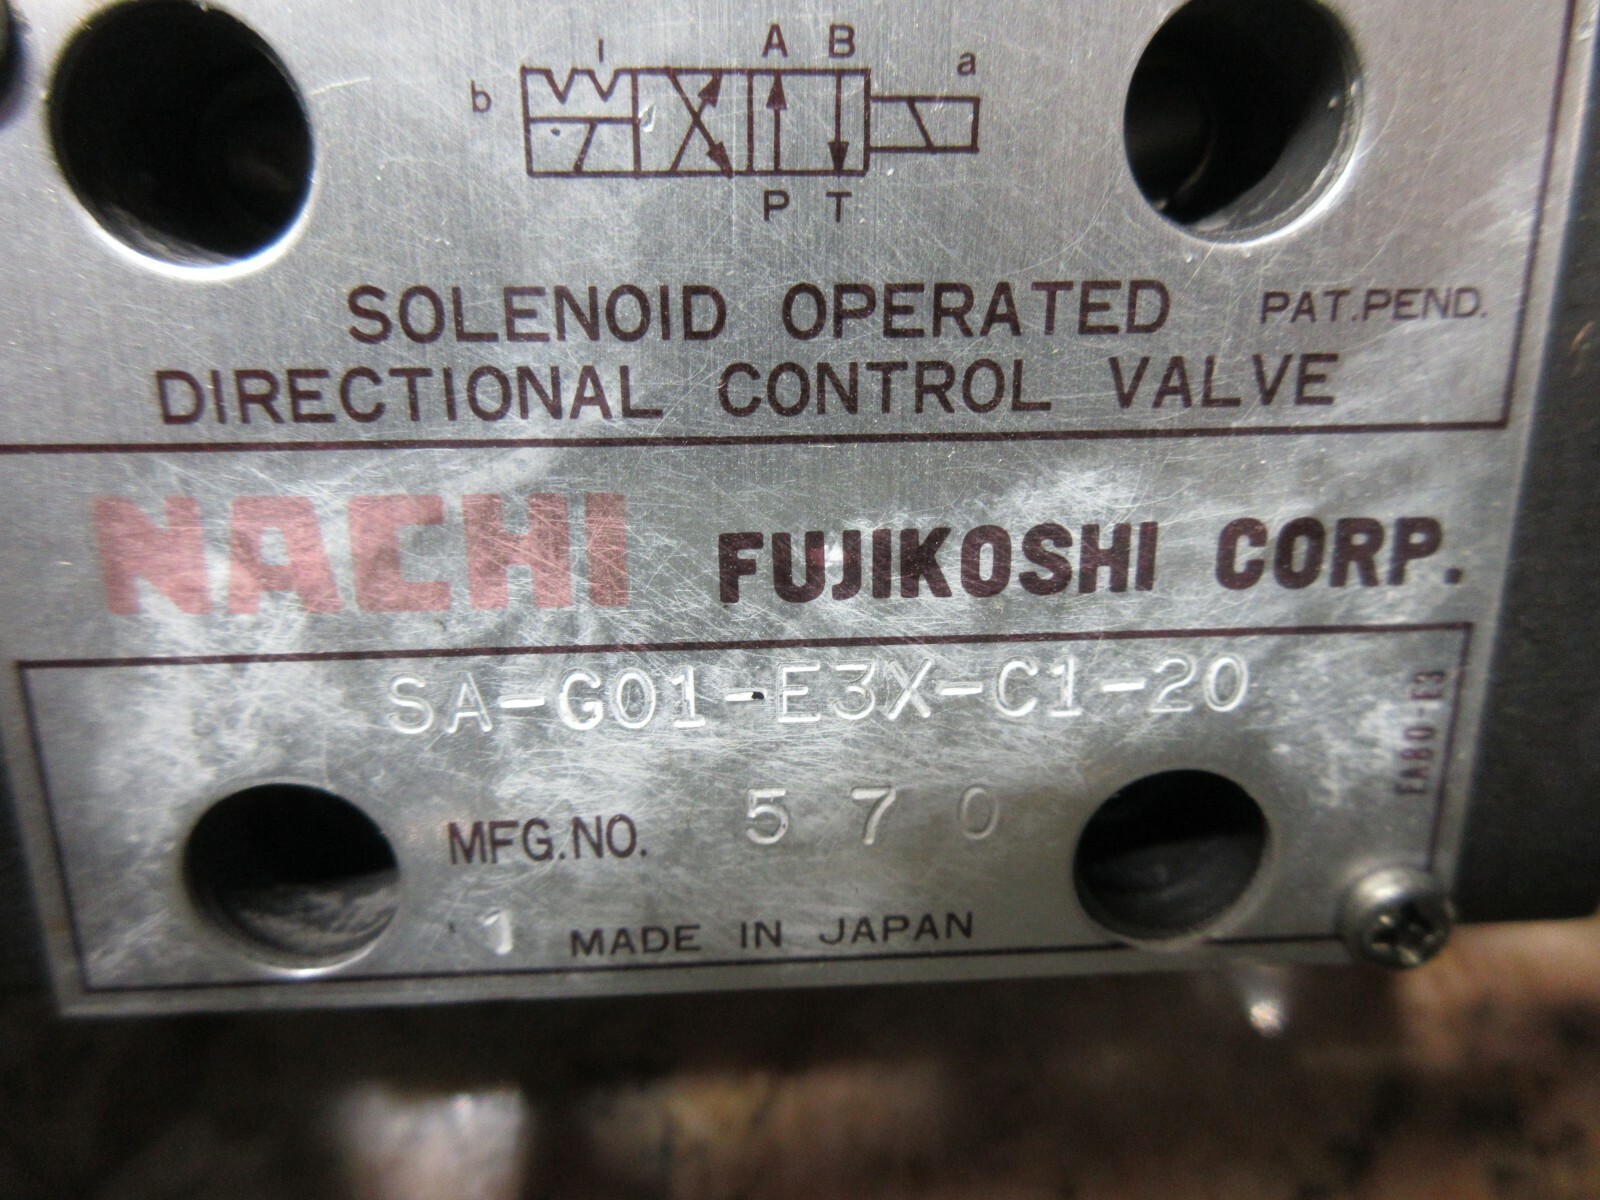 A B
b a
P T
SOLENOID OPERATED PAT.PEND.
DIRECTIONAL CONTROL VALVE
NACHI FUJIKOSHI CORP.
SA-G01-E3X-C1-20
EA80-E3
MFG.NO. 570
1 MADE IN JAPAN